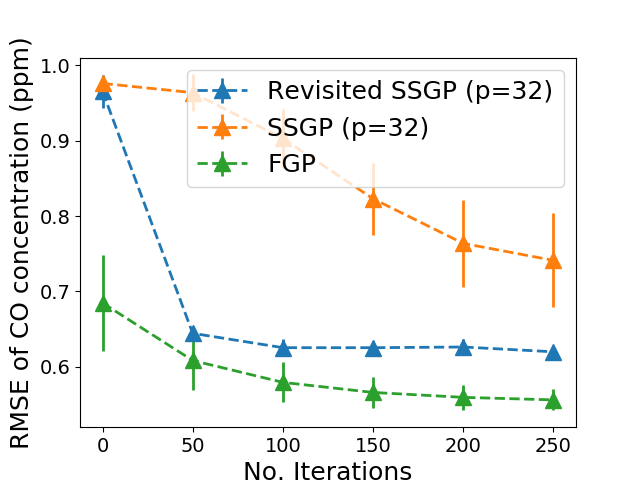 1.0
0.9
0.8
0.7
0.6
RMSE of CO concentration (ppm)
Revisited SSGP (p=32)
SSGP (p=32)
FGP
0 50 100 150 200 250
No. Iterations